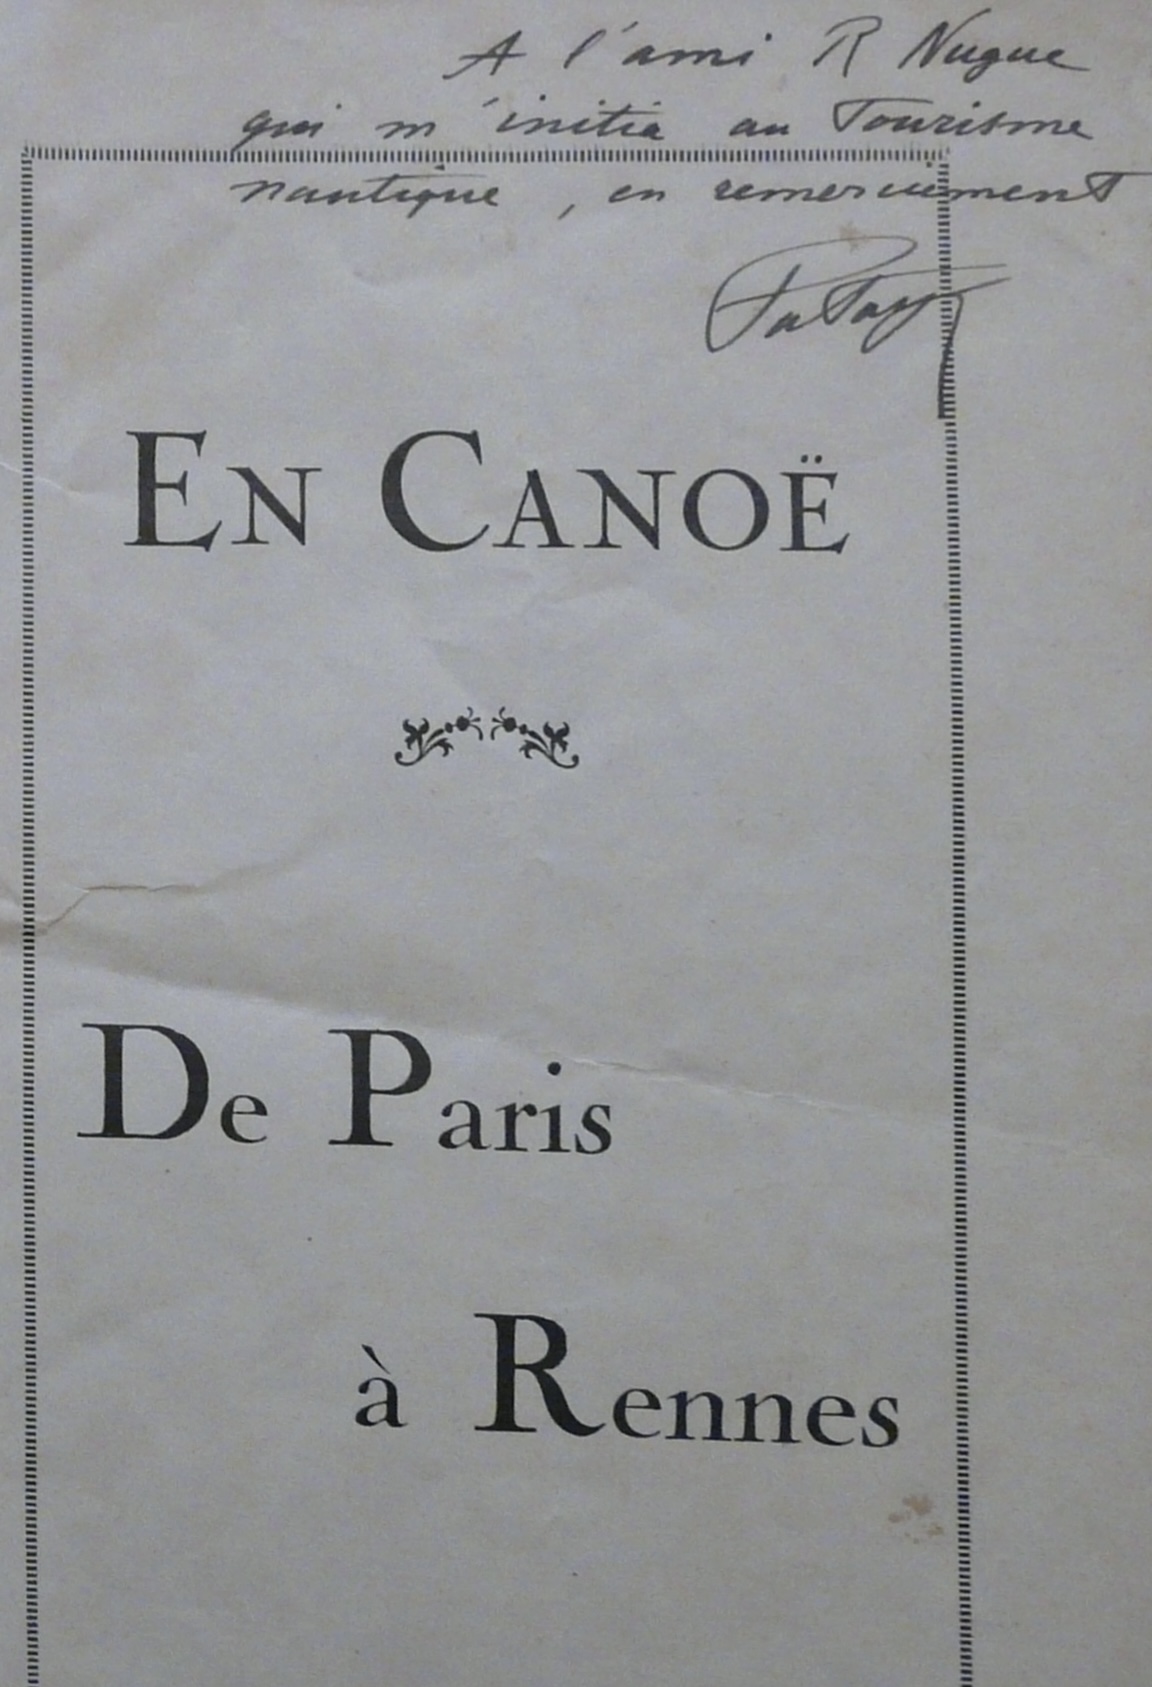 A l'ami R Nugue
qui m'initia au Tourisme
nautique, en remerciement
EN CANOË
De Paris
à Rennes